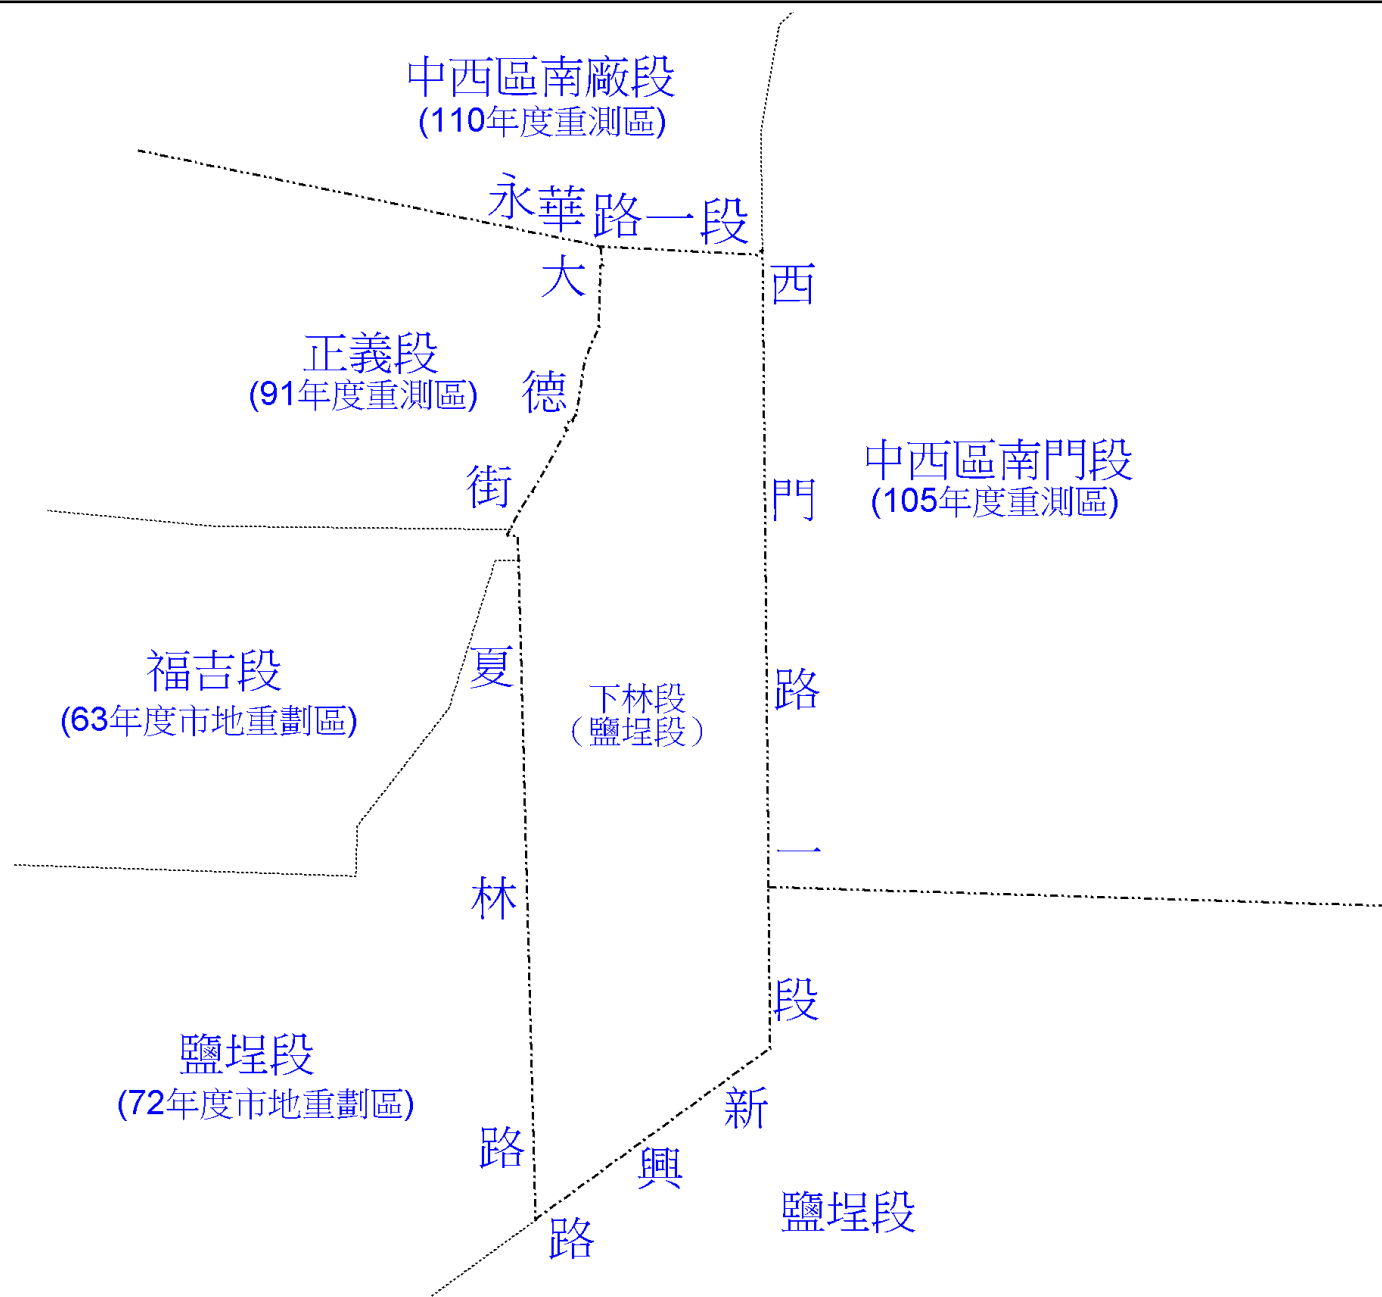 中西區南廠段
(110年度重測區)
永華路一段
大德街
正義段
(91年度重測區)
西門路一段
中西區南門段
(105年度重測區)
福吉段
(63年度市地重劃區)
夏林路
下林段
（鹽埕段）
鹽埕段
(72年度市地重劃區)
新興路
鹽埕段